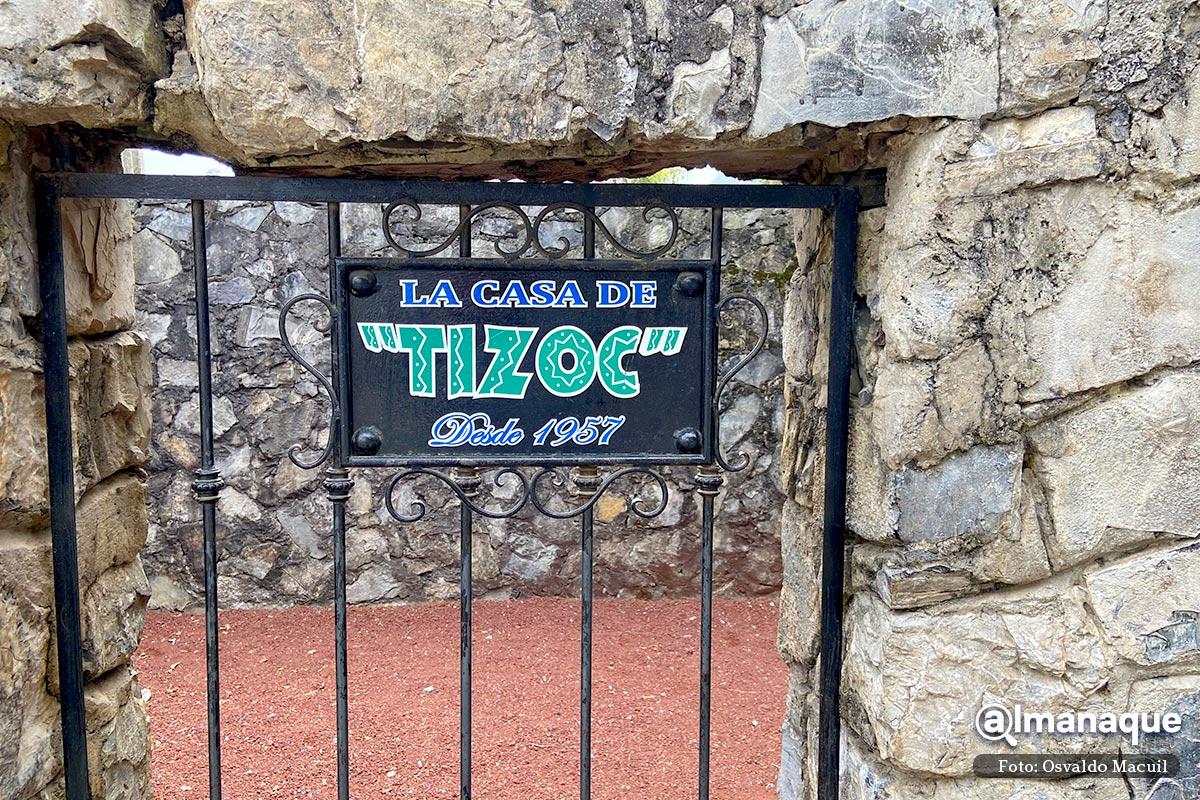 LA CASA DE
"TIZOC"
Desde 1957
@lmanaque
Foto: Osvaldo Macuil